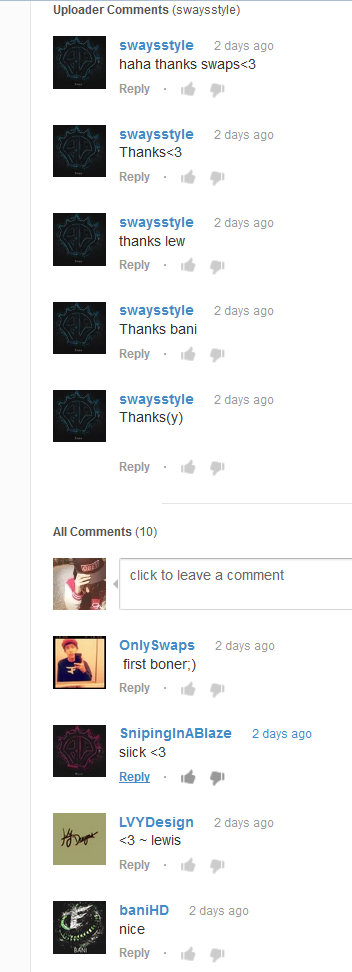 Uploader Comments (swaysstyle)
swaysstyle 2 days ago
haha thanks swaps<3
Reply ·
swaysstyle 2 days ago
Thanks<3
Reply ·
swaysstyle 2 days ago
thanks lew
Reply ·
swaysstyle 2 days ago
Thanks bani
Reply ·
swaysstyle 2 days ago
Thanks(y)
Reply ·
All Comments (10)
click to leave a comment
OnlySwaps 2 days ago
first boner;)
Reply ·
SnipingInABlaze 2 days ago
siick <3
Reply ·
LVYDesign 2 days ago
<3 ~ lewis
Reply ·
baniHD 2 days ago
nice
BANI
Reply ·